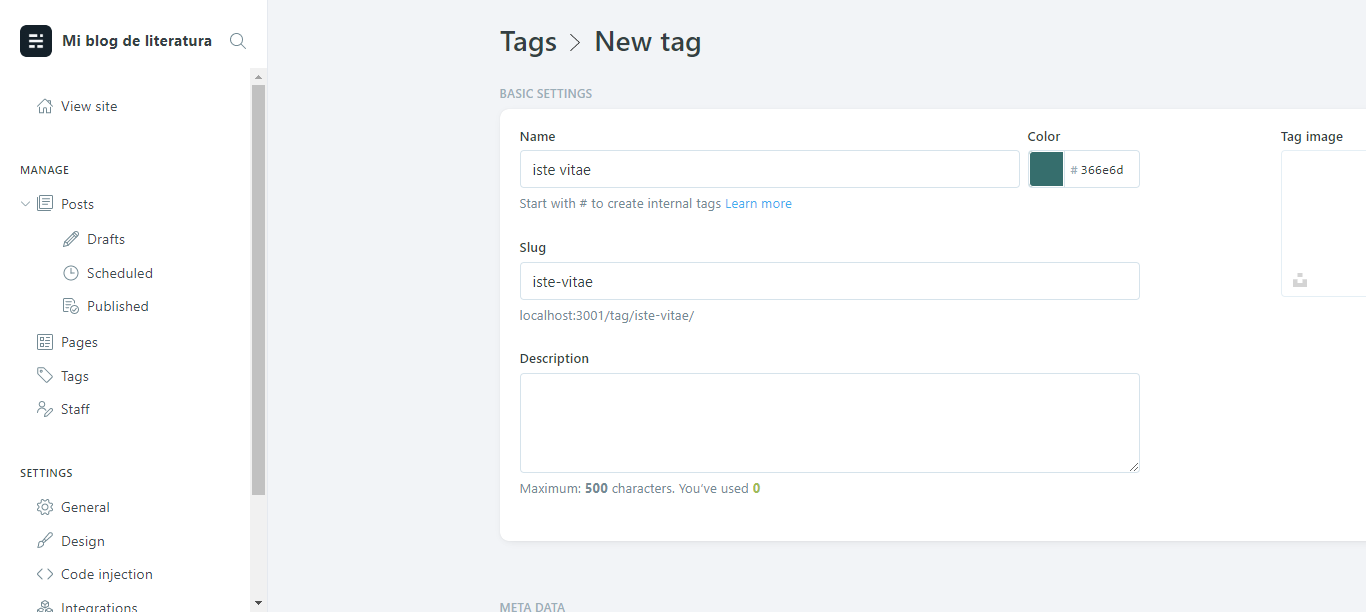 Mi blog de literatura
View site
MANAGE
Posts
Drafts
Scheduled
Published
Pages
Tags
Staff
SETTINGS
General
Design
Code injection
Integrations
Tags > New tag
BASIC SETTINGS
Name
iste vitae
Start with # to create internal tags Learn more
Color
# 366e6d
Tag image
Slug
iste-vitae
localhost:3001/tag/iste-vitae/
Description
Maximum: 500 characters. You've used 0
META DATA